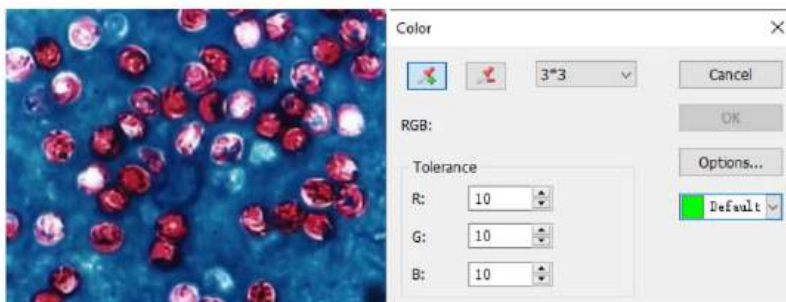 Color
3*3
Cancel
RGB:
OK
Tolerance
Options...
R:
10
Default
G:
10
B:
10